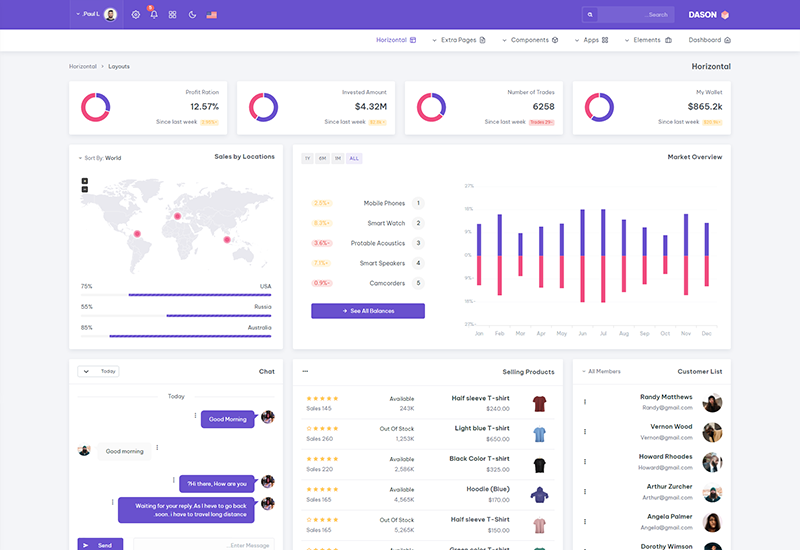 DASON
Search...
5
Paul L.
Dashboard
Elements
Apps
Components
Extra Pages
Horizontal
Horizontal
Horizontal > Layouts
My Wallet
$865.2k
Since last week
Number of Trades
6258
Since last week
Invested Amount
$4.32M
Since last week
Profit Ration
12.57%
Since last week
Market Overview
ALL
1M
6M
1Y
Mobile Phones 1
Smart Watch 2
3.6%
Protable Acoustics 3
Smart Speakers 4
0.9%
Camcorders 5
See All Balances
Jan Feb Mar Apr May Jun Jul Aug Sep Oct Nov Dec
Sales by Locations
Sort By: World
USA 75%
Russia 55%
Australia 85%
Customer List
All Members
Randy Matthews
Randy@gmail.com
Vernon Wood
Vernon@gmail.com
Howard Rhoades
Howard@gmail.com
Arthur Zurcher
Arthur@gmail.com
Angela Palmer
Angela@gmail.com
Dorothy Wimson
Selling Products
Half sleeve T-shirt
$240.00
Available
243K
Sales 145
Light blue T-shirt
$650.00
Out Of Stock
1,253K
Sales 260
Black Color T-shirt
$325.00
Available
2,586K
Sales 220
Hoodie (Blue)
$170.00
Available
4,565K
Sales 165
Half sleeve T-shirt
$150.00
Out Of Stock
5,265K
Sales 165
Green color T-shirt
Out Of Stock
Chat
Today
Today
Good Morning
Good morning
?Hi there, How are you
Waiting for your reply.As I have to go back
soon. i have to travel long distance
Enter Message...
Send